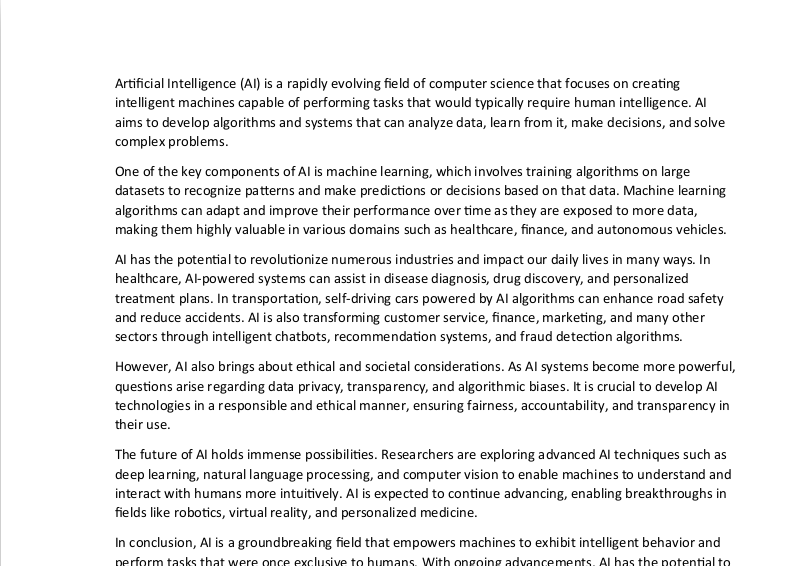 Artificial Intelligence (AI) is a rapidly evolving field of computer science that focuses on creating
intelligent machines capable of performing tasks that would typically require human intelligence. AI
aims to develop algorithms and systems that can analyze data, learn from it, make decisions, and solve
complex problems.
One of the key components of AI is machine learning, which involves training algorithms on large
datasets to recognize patterns and make predictions or decisions based on that data. Machine learning
algorithms can adapt and improve their performance over time as they are exposed to more data,
making them highly valuable in various domains such as healthcare, finance, and autonomous vehicles.
AI has the potential to revolutionize numerous industries and impact our daily lives in many ways. In
healthcare, AI-powered systems can assist in disease diagnosis, drug discovery, and personalized
treatment plans. In transportation, self-driving cars powered by AI algorithms can enhance road safety
and reduce accidents. AI is also transforming customer service, finance, marketing, and many other
sectors through intelligent chatbots, recommendation systems, and fraud detection algorithms.
However, AI also brings about ethical and societal considerations. As AI systems become more powerful,
questions arise regarding data privacy, transparency, and algorithmic biases. It is crucial to develop AI
technologies in a responsible and ethical manner, ensuring fairness, accountability, and transparency in
their use.
The future of AI holds immense possibilities. Researchers are exploring advanced AI techniques such as
deep learning, natural language processing, and computer vision to enable machines to understand and
interact with humans more intuitively. AI is expected to continue advancing, enabling breakthroughs in
fields like robotics, virtual reality, and personalized medicine.
In conclusion, AI is a groundbreaking field that empowers machines to exhibit intelligent behavior and
perform tasks that were once exclusive to humans. With ongoing advancements, AI has the potential to